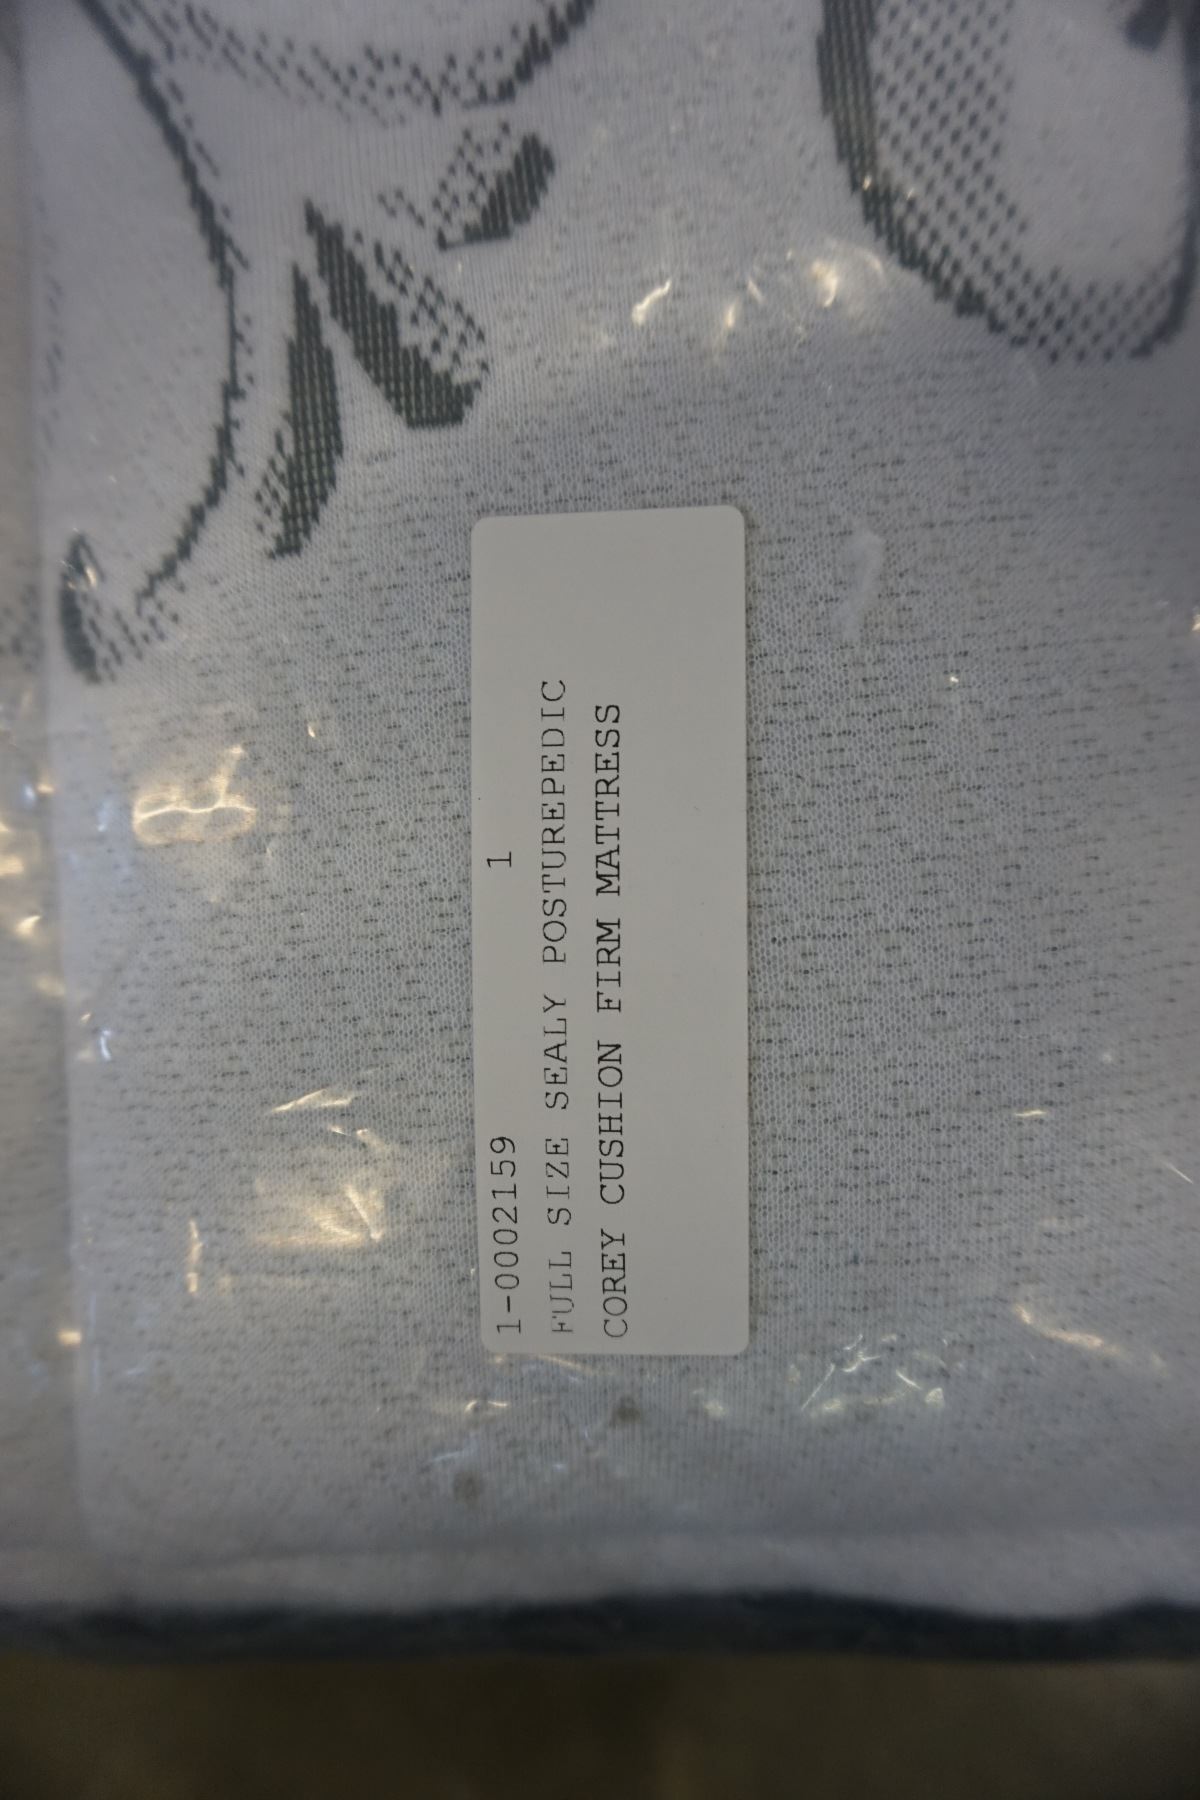 1-0002159 1
FULL SIZE SEALY POSTUREPEDIC
COREY CUSHION FIRM MATTRESS